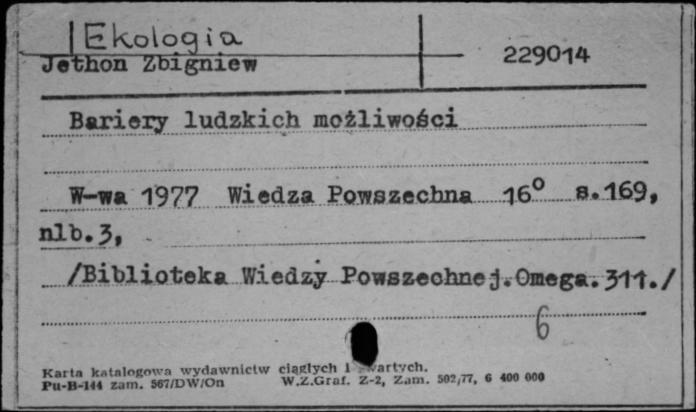 Ekologia
Jethon Zbigniew 229014
Bariery ludzkich możliwości
W-wa 1977 Wiedza Powszechna 16° s.169,
nlb.3,
/Biblioteka Wiedzy Powszechnej.Omega.311./
6
Karta katalogowa wydawnictw ciągłych i zwartych.
Pu-B-144 zam. 567/DW/On W.Z.Graf. Z-2, Zam. 502/77, 6 400 000